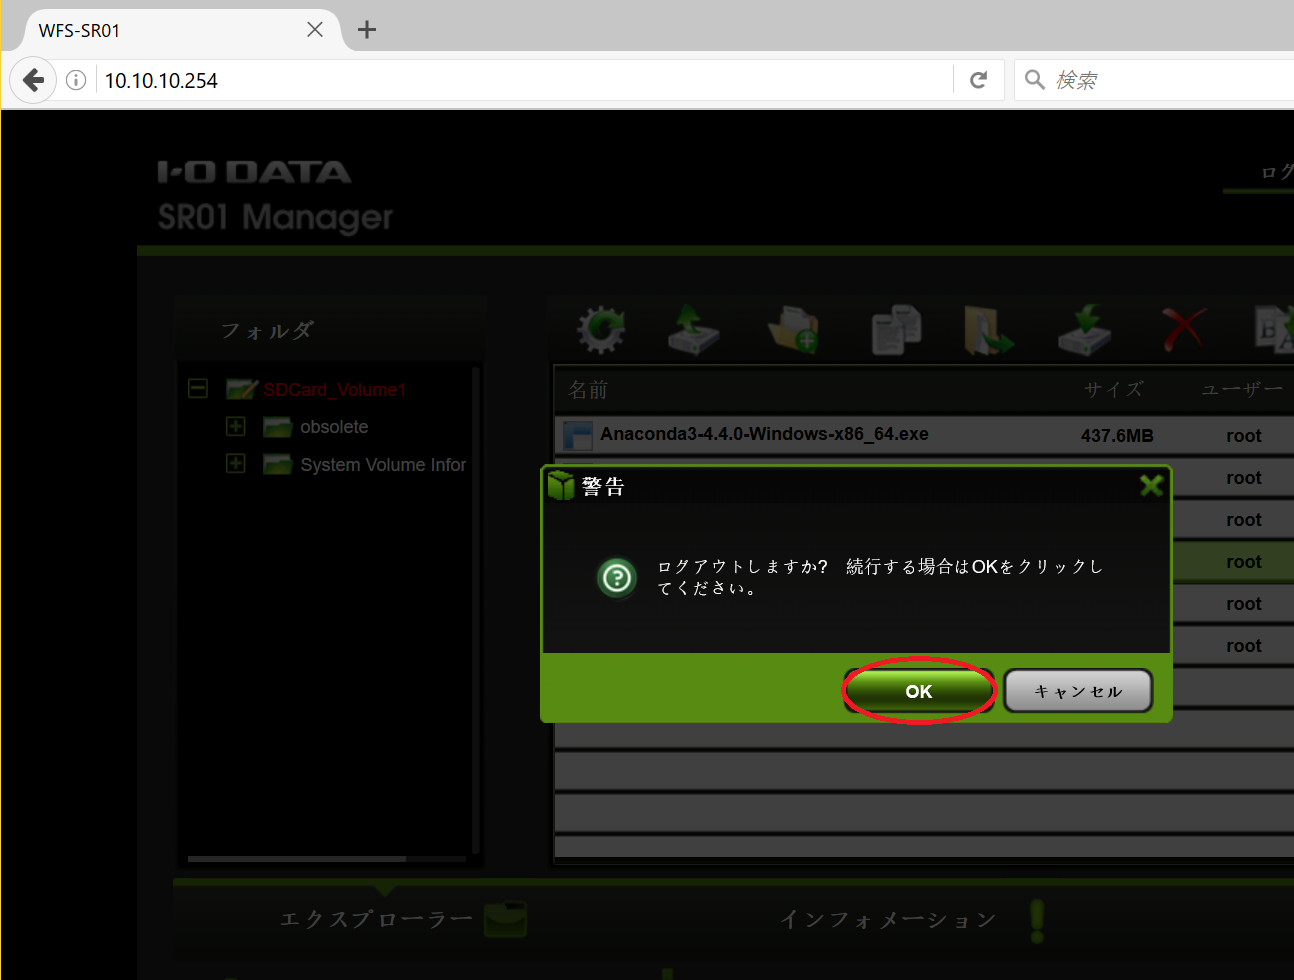 WFS-SR01
10.10.10.254
検索
I-O DATA
SR01 Manager
ログ
フォルダ
SDCard_Volume1
obsolete
System Volume Infor
名前 サイズ ユーザー
Anaconda3-4.4.0-Windows-x86_64.exe 437.6MB root
root
root
root
root
root
警告
ログアウトしますか?　続行する場合はOKをクリックし
てください。
OK
キャンセル
エクスプローラー
インフォメーション